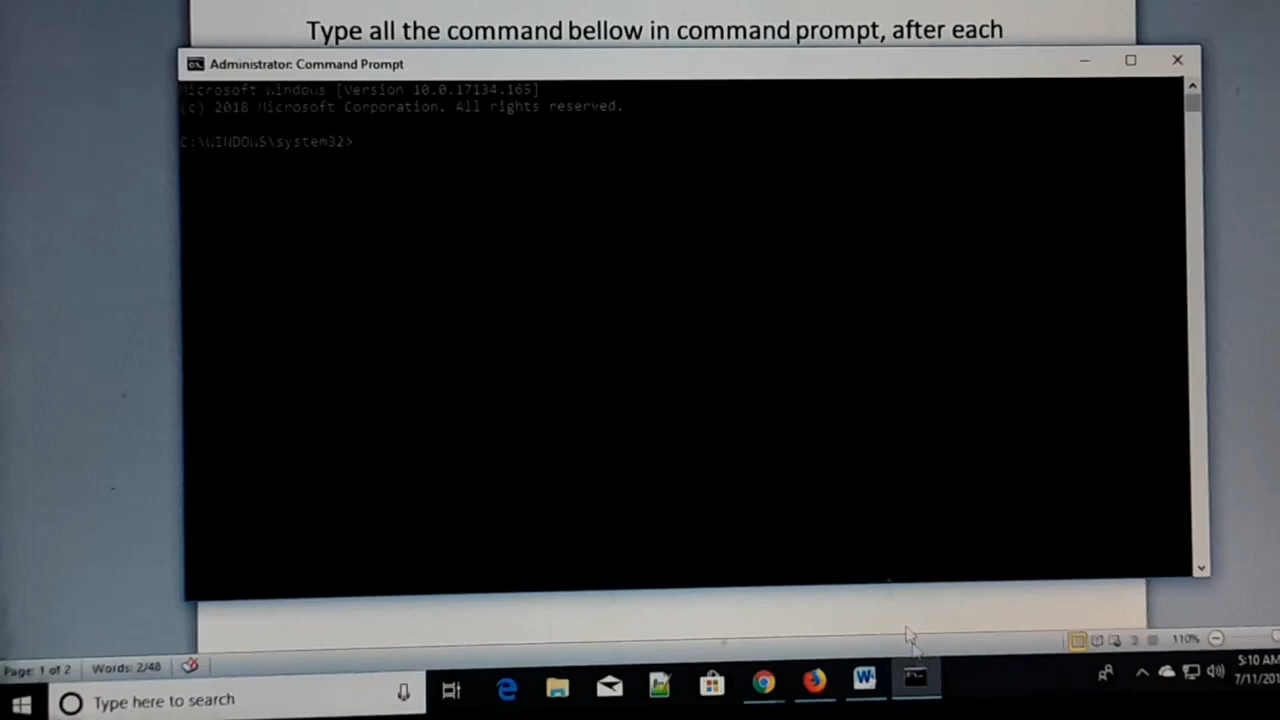 Type all the command bellow in command prompt, after each
Administrator: Command Prompt
Microsoft Windows [Version 10.0.17134.165]
(c) 2018 Microsoft Corporation. All rights reserved.
C:\WINDOWS\system32>
110%
Page: 1 of 2 Words: 2/48
5:10 AM
Type here to search
7/11/201